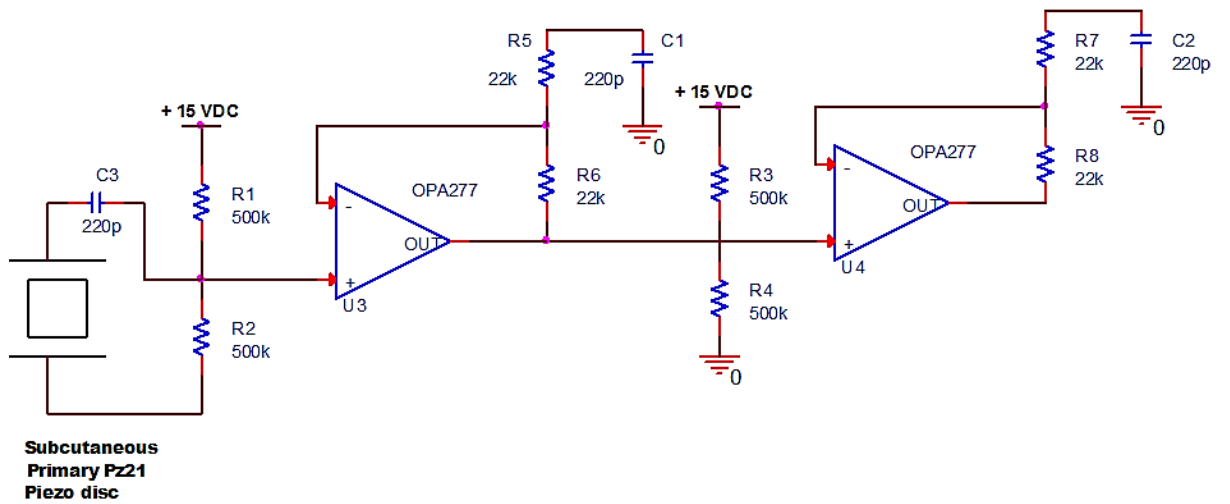 R5
22k
C1
220p
0
R7
22k
C2
220p
0
+ 15 VDC
+ 15 VDC
C3
220p
R1
500k
R2
500k
-
+
OPA277
OUT
U3
R6
22k
R3
500k
R4
500k
0
-
+
OPA277
OUT
U4
R8
22k
Subcutaneous
Primary Pz21
Piezo disc